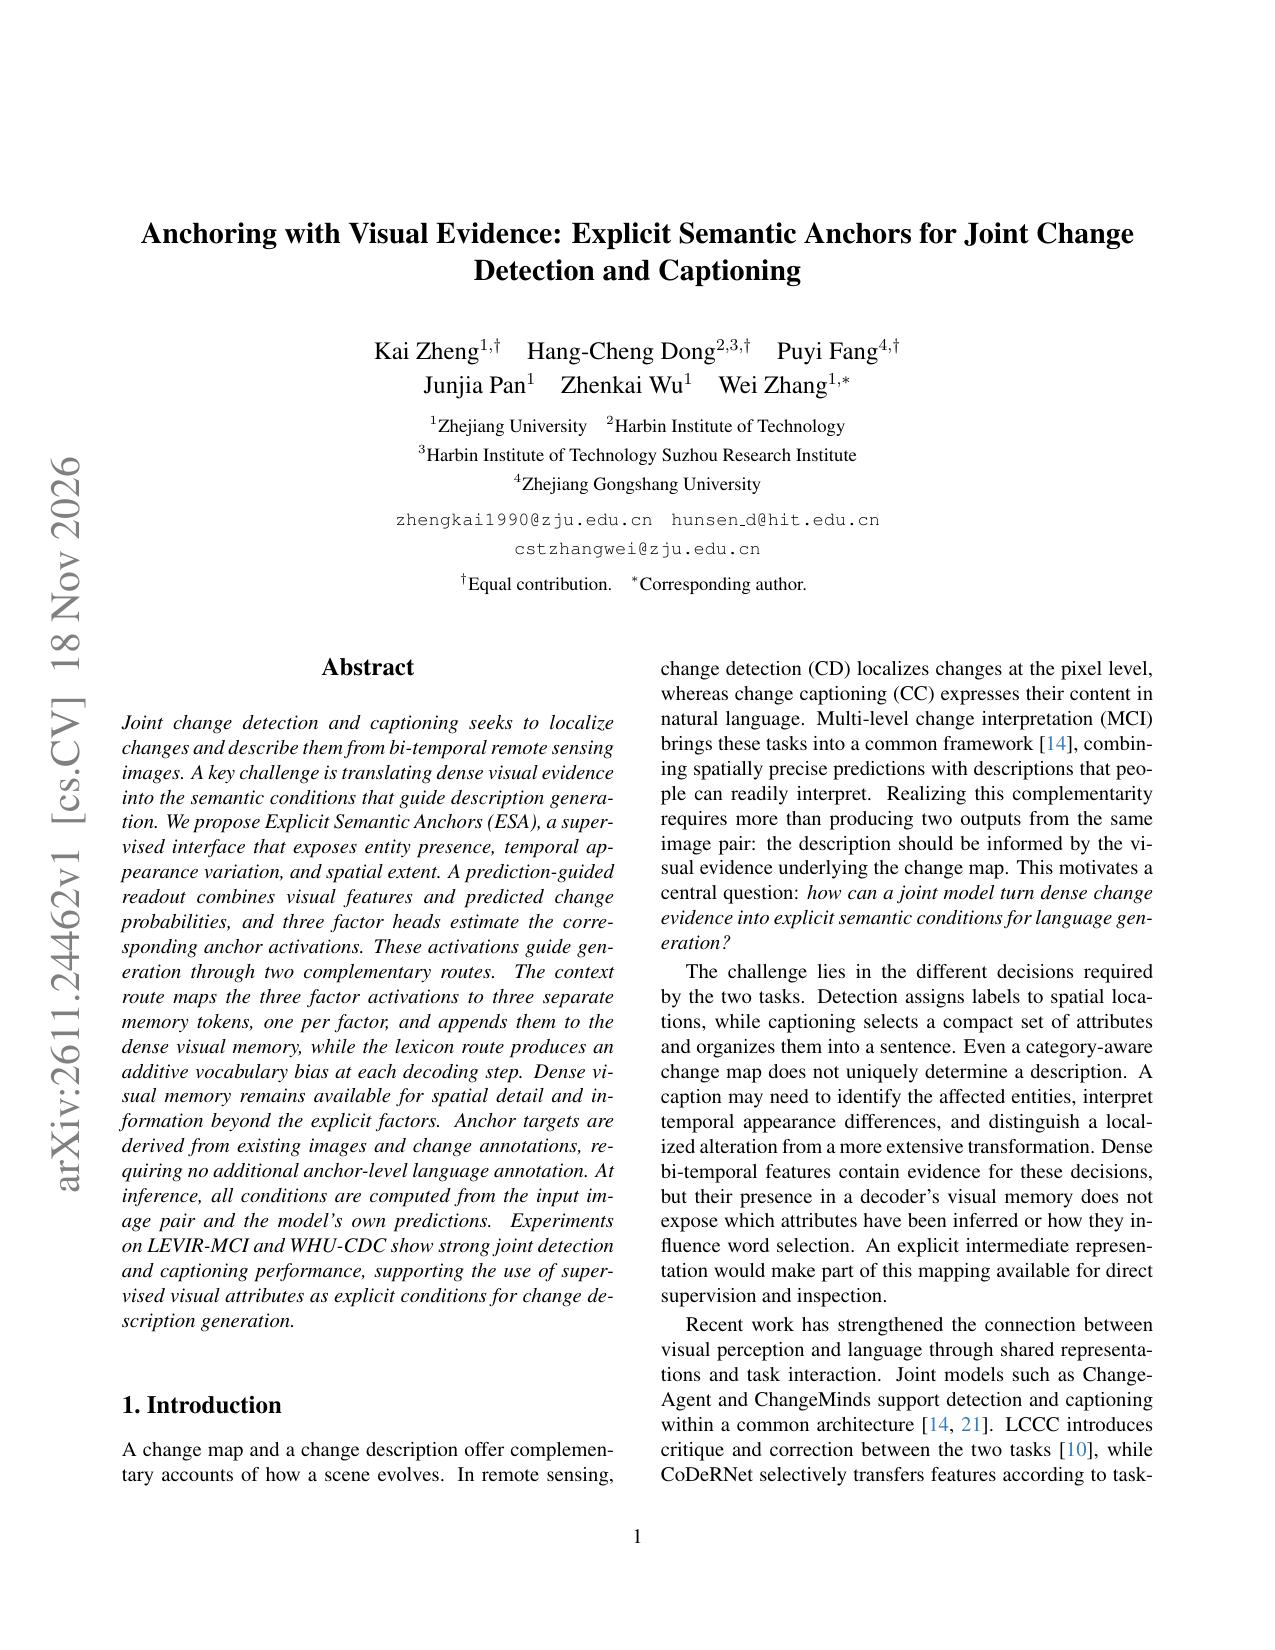 Anchoring with Visual Evidence: Explicit Semantic Anchors for Joint Change
Detection and Captioning
Kai Zheng1,† Hang-Cheng Dong2,3,† Puyi Fang4,†
Junjia Pan1 Zhenkai Wu1 Wei Zhang1,∗
1Zhejiang University 2Harbin Institute of Technology
3Harbin Institute of Technology Suzhou Research Institute
4Zhejiang Gongshang University
zhengkai1990@zju.edu.cn hunsen_d@hit.edu.cn
cstzhangwei@zju.edu.cn
†Equal contribution. ∗Corresponding author.
arXiv:2611.24462v1 [cs.CV] 18 Nov 2026
Abstract
Joint change detection and captioning seeks to localize
changes and describe them from bi-temporal remote sensing
images. A key challenge is translating dense visual evidence
into the semantic conditions that guide description genera-
tion. We propose Explicit Semantic Anchors (ESA), a super-
vised interface that exposes entity presence, temporal ap-
pearance variation, and spatial extent. A prediction-guided
readout combines visual features and predicted change
probabilities, and three factor heads estimate the corre-
sponding anchor activations. These activations guide gen-
eration through two complementary routes. The context
route maps the three factor activations to three separate
memory tokens, one per factor, and appends them to the
dense visual memory, while the lexicon route produces an
additive vocabulary bias at each decoding step. Dense vi-
sual memory remains available for spatial detail and in-
formation beyond the explicit factors. Anchor targets are
derived from existing images and change annotations, re-
quiring no additional anchor-level language annotation. At
inference, all conditions are computed from the input im-
age pair and the model's own predictions. Experiments
on LEVIR-MCI and WHU-CDC show strong joint detection
and captioning performance, supporting the use of super-
vised visual attributes as explicit conditions for change de-
scription generation.
1. Introduction
A change map and a change description offer complemen-
tary accounts of how a scene evolves. In remote sensing,
change detection (CD) localizes changes at the pixel level,
whereas change captioning (CC) expresses their content in
natural language. Multi-level change interpretation (MCI)
brings these tasks into a common framework [14], combin-
ing spatially precise predictions with descriptions that peo-
ple can readily interpret. Realizing this complementarity
requires more than producing two outputs from the same
image pair: the description should be informed by the vi-
sual evidence underlying the change map. This motivates a
central question: how can a joint model turn dense change
evidence into explicit semantic conditions for language gen-
eration?
The challenge lies in the different decisions required
by the two tasks. Detection assigns labels to spatial loca-
tions, while captioning selects a compact set of attributes
and organizes them into a sentence. Even a category-aware
change map does not uniquely determine a description. A
caption may need to identify the affected entities, interpret
temporal appearance differences, and distinguish a local-
ized alteration from a more extensive transformation. Dense
bi-temporal features contain evidence for these decisions,
but their presence in a decoder's visual memory does not
expose which attributes have been inferred or how they in-
fluence word selection. An explicit intermediate represen-
tation would make part of this mapping available for direct
supervision and inspection.
Recent work has strengthened the connection between
visual perception and language through shared representa-
tions and task interaction. Joint models such as Change-
Agent and ChangeMinds support detection and captioning
within a common architecture [14, 21]. LCCC introduces
critique and correction between the two tasks [10], while
CoDeRNet selectively transfers features according to task-
1